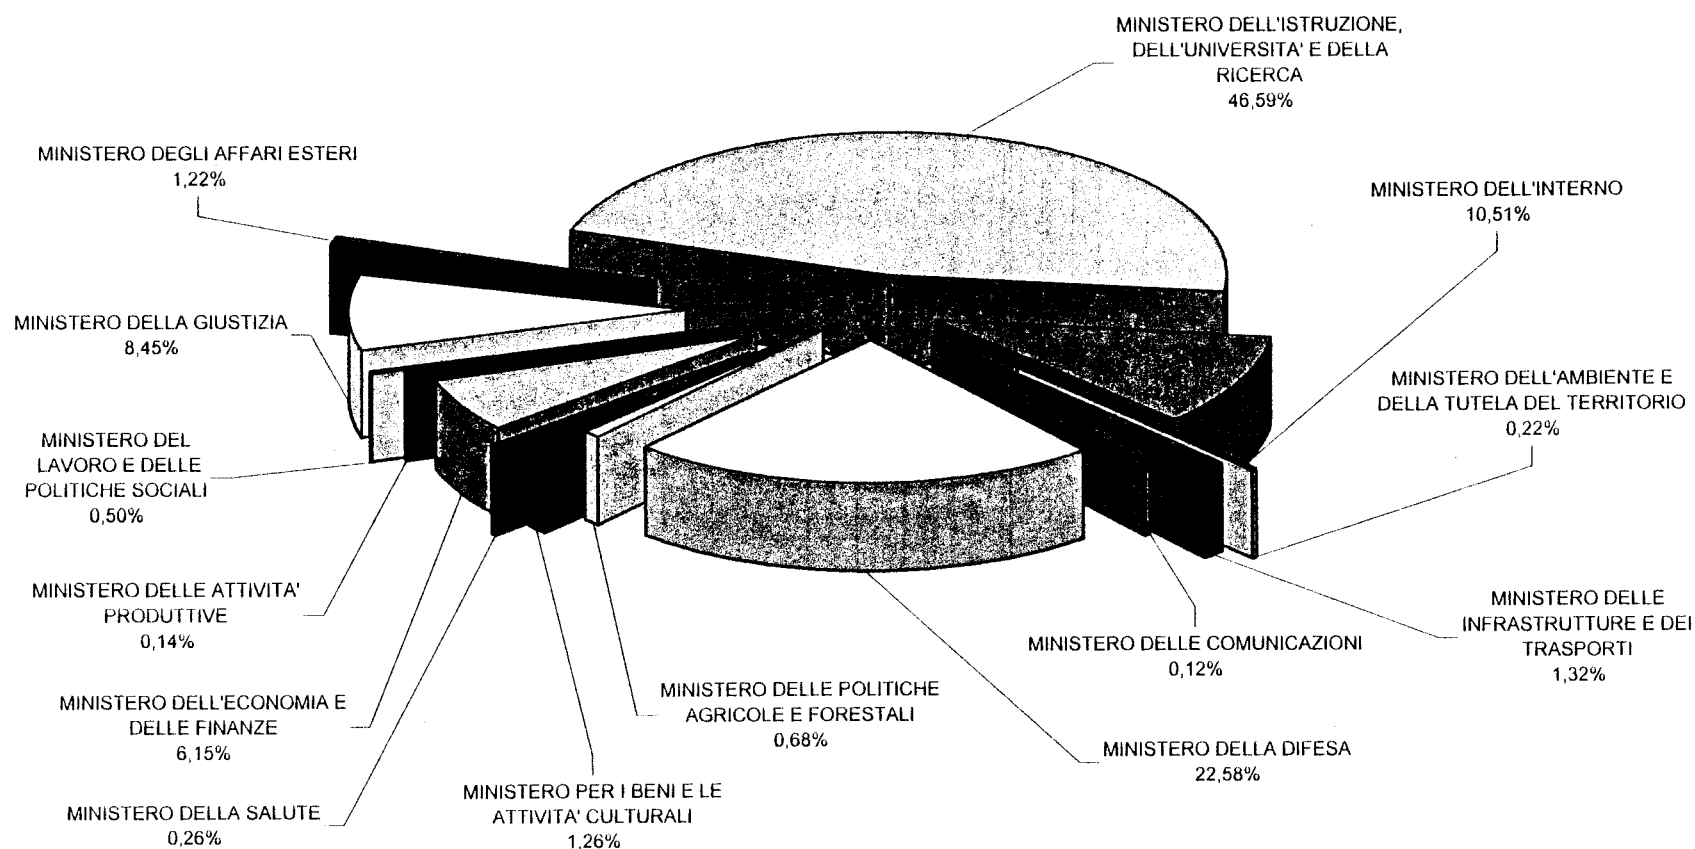 MINISTERO DELL'ISTRUZIONE,
DELL'UNIVERSITA' E DELLA
RICERCA
46,59%
MINISTERO DEGLI AFFARI ESTERI
1,22%
MINISTERO DELL'INTERNO
10,51%
MINISTERO DELLA GIUSTIZIA
8,45%
MINISTERO DELL'AMBIENTE E
DELLA TUTELA DEL TERRITORIO
0,22%
MINISTERO DEL
LAVORO E DELLE
POLITICHE SOCIALI
0,50%
MINISTERO DELLE ATTIVITA'
PRODUTTIVE
0,14%
MINISTERO DELLE
INFRASTRUTTURE E DEI
TRASPORTI
1,32%
MINISTERO DELLE COMUNICAZIONI
0,12%
MINISTERO DELL'ECONOMIA E
DELLE FINANZE
6,15%
MINISTERO DELLE POLITICHE
AGRICOLE E FORESTALI
0,68%
MINISTERO DELLA DIFESA
22,58%
MINISTERO DELLA SALUTE
0,26%
MINISTERO PER I BENI E LE
ATTIVITA' CULTURALI
1,26%